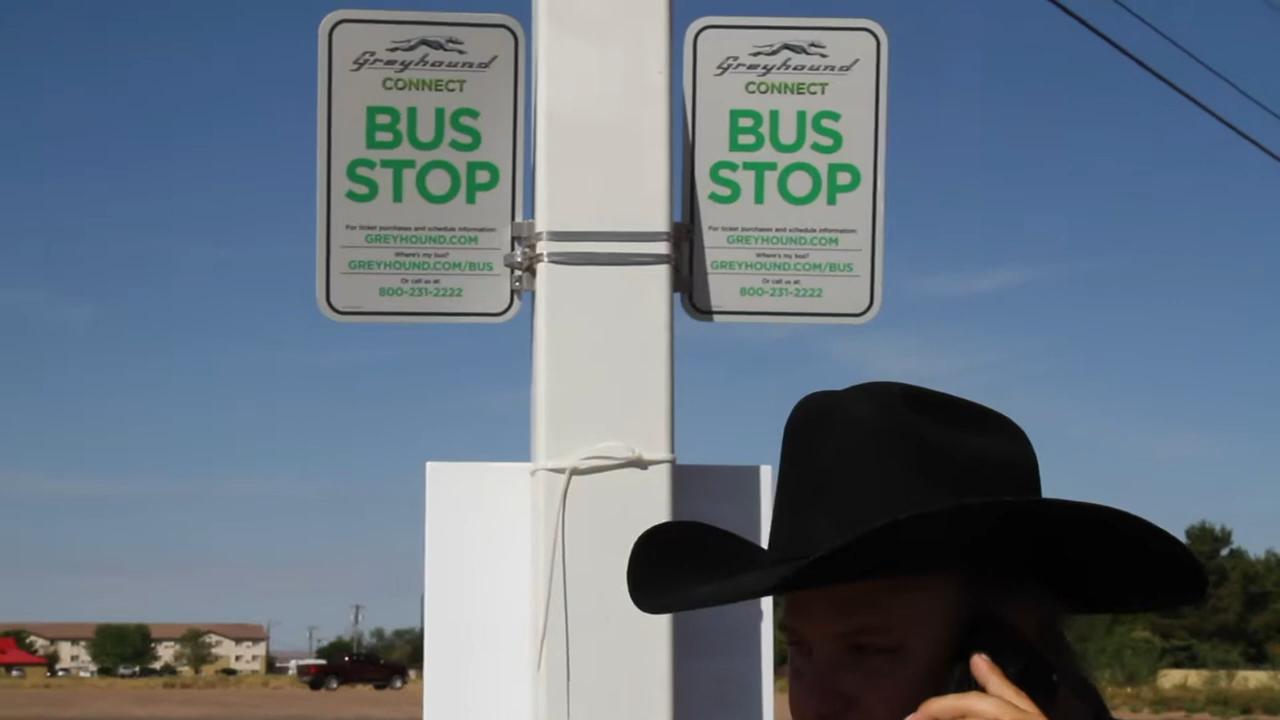 Greyhound
CONNECT
BUS
STOP
For ticket purchases and schedule information:
GREYHOUND.COM
Where's my bus?
GREYHOUND.COM/BUS
Or call us at:
800-231-2222
Greyhound
CONNECT
BUS
STOP
For ticket purchases and schedule information:
GREYHOUND.COM
Where's my bus?
GREYHOUND.COM/BUS
Or call us at:
800-231-2222